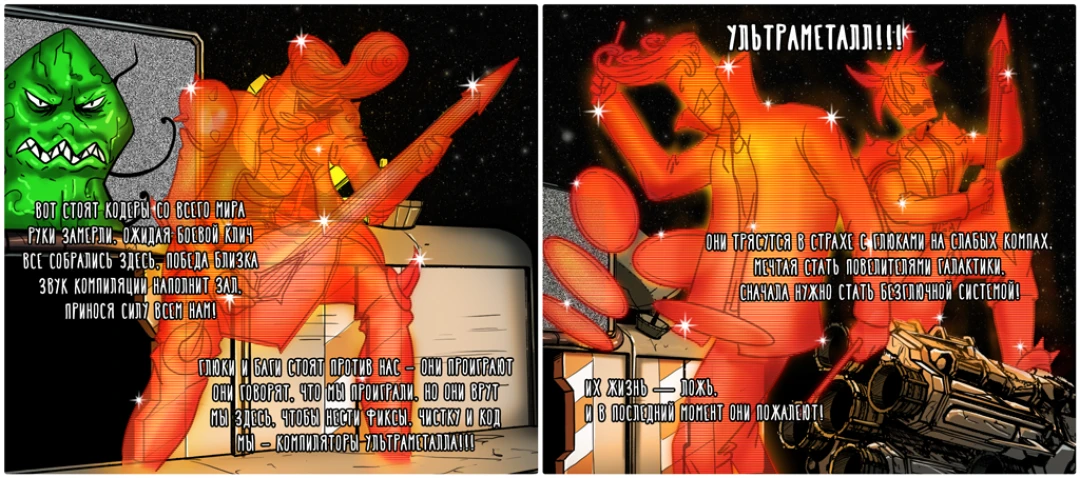 ВОТ СТОЯТ КОДЕРЫ СО ВСЕГО МИРА
РУКИ ЗАМЕРЛИ, ОЖИДАЯ БОЕВОЙ КЛИЧ
ВСЕ СОБРАЛИСЬ ЗДЕСЬ, ПОБЕДА БЛИЗКА
ЗВУК КОМПИЛЯЦИИ НАПОЛНИТ ЗАЛ,
ПРИНОСЯ СИЛУ ВСЕМ НАМ!
ГЛЮКИ И БАГИ СТОЯТ ПРОТИВ НАС – ОНИ ПРОИГРАЮТ
ОНИ ГОВОРЯТ, ЧТО МЫ ПРОИГРАЛИ, НО ОНИ ВРУТ
МЫ ЗДЕСЬ, ЧТОБЫ НЕСТИ ФИКСЫ, ЧИСТКУ И КОД
МЫ – КОМПИЛЯТОРЫ УЛЬТРАМЕТАЛЛА!!!
УЛЬТРАМЕТАЛЛ!!!
ОНИ ТРЯСУТСЯ В СТРАХЕ С ГЛЮКАМИ НА СЛАБЫХ КОМПАХ,
МЕЧТАЯ СТАТЬ ПОВЕЛИТЕЛЯМИ ГАЛАКТИКИ,
СНАЧАЛА НУЖНО СТАТЬ БЕЗГЛЮЧНОЙ СИСТЕМОЙ!
ИХ ЖИЗНЬ — ЛОЖЬ,
И В ПОСЛЕДНИЙ МОМЕНТ ОНИ ПОЖАЛЕЮТ!